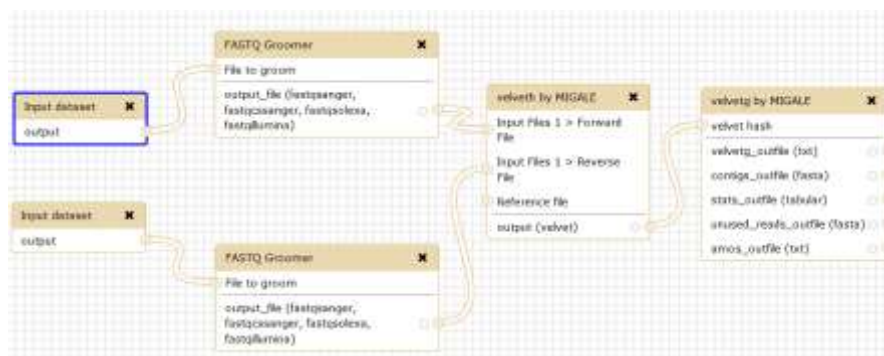 Input dataset
output
FASTQ Groomer
File to groom
output_file (fastqsanger,
fastqcssanger, fastqsolexa,
fastqillumina)
velveth by MIGALE
Input Files 1 > Forward
File
Input Files 1 > Reverse
File
Reference file
output (velvet)
velvetg by MIGALE
velvet hash
velvetg_outfile (txt)
contigs_outfile (fasta)
stats_outfile (tabular)
unused_reads_outfile (fasta)
amos_outfile (txt)
Input dataset
output
FASTQ Groomer
File to groom
output_file (fastqsanger,
fastqcssanger, fastqsolexa,
fastqillumina)